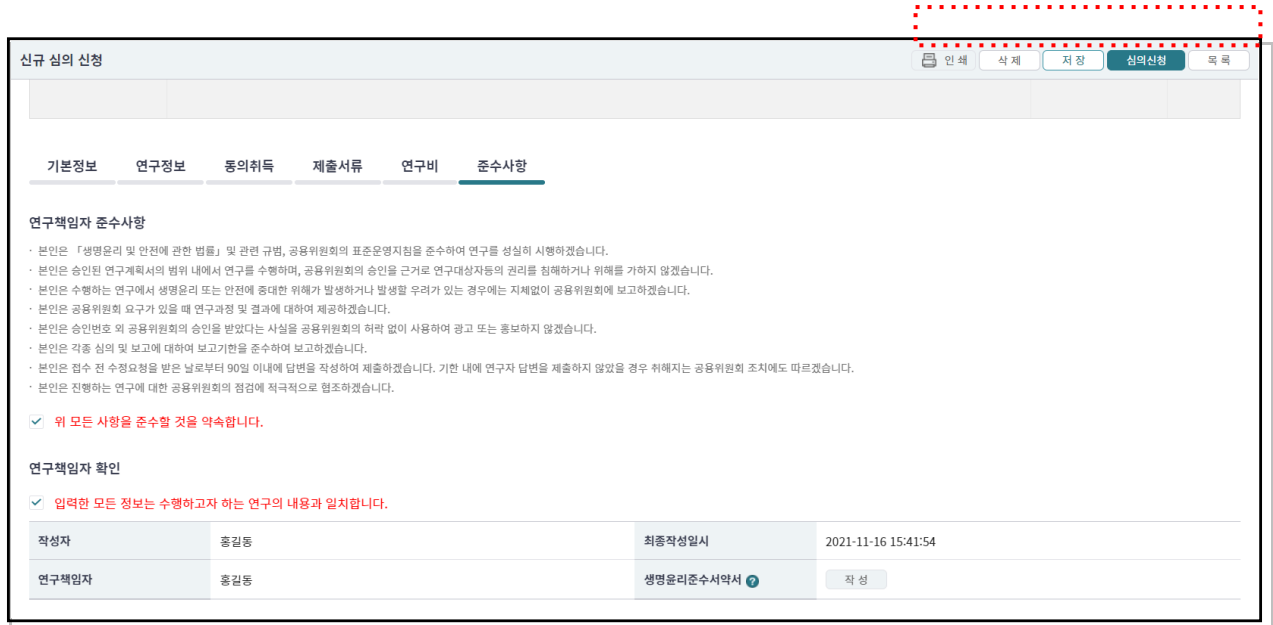 신규 심의 신청
인 쇄 삭 제 저 장 심의신청 목 록
기본정보 연구정보 동의취득 제출서류 연구비 준수사항
연구책임자 준수사항
· 본인은 「생명윤리 및 안전에 관한 법률」및 관련 규범, 공용위원회의 표준운영지침을 준수하여 연구를 성실히 시행하겠습니다.
· 본인은 승인된 연구계획서의 범위 내에서 연구를 수행하며, 공용위원회의 승인을 근거로 연구대상자등의 권리를 침해하거나 위해를 가하지 않겠습니다.
· 본인은 수행하는 연구에서 생명윤리 또는 안전에 중대한 위해가 발생하거나 발생할 우려가 있는 경우에는 지체없이 공용위원회에 보고하겠습니다.
· 본인은 공용위원회 요구가 있을 때 연구과정 및 결과에 대하여 제공하겠습니다.
· 본인은 승인번호 외 공용위원회의 승인을 받았다는 사실을 공용위원회의 허락 없이 사용하여 광고 또는 홍보하지 않겠습니다.
· 본인은 각종 심의 및 보고에 대하여 보고기한을 준수하여 보고하겠습니다.
· 본인은 접수 전 수정요청을 받은 날로부터 90일 이내에 답변을 작성하여 제출하겠습니다. 기한 내에 연구자 답변을 제출하지 않았을 경우 취해지는 공용위원회 조치에도 따르겠습니다.
· 본인은 진행하는 연구에 대한 공용위원회의 점검에 적극적으로 협조하겠습니다.
위 모든 사항을 준수할 것을 약속합니다.
연구책임자 확인
입력한 모든 정보는 수행하고자 하는 연구의 내용과 일치합니다.
작성자 홍길동 최종작성일시 2021-11-16 15:41:54
연구책임자 홍길동 생명윤리준수서약서 ? 작 성